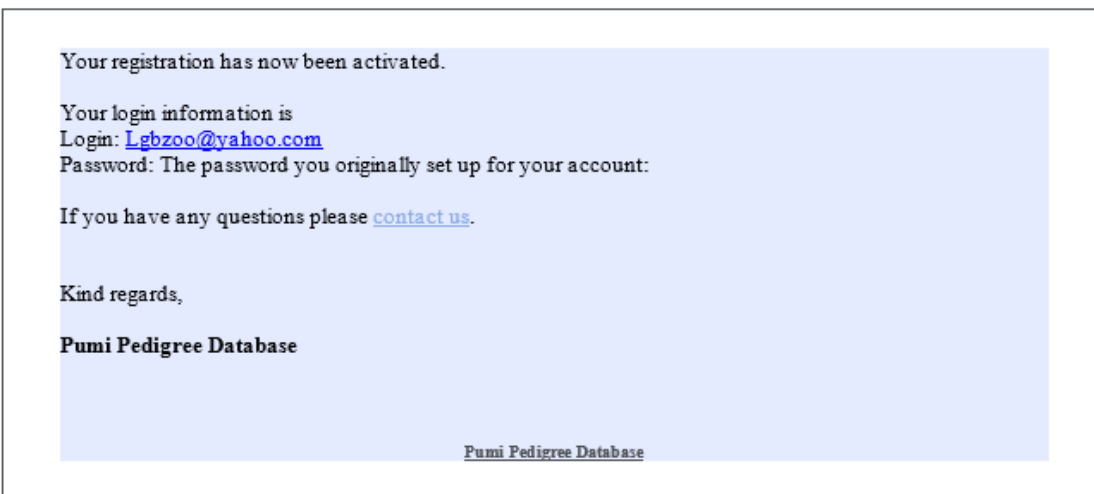 Your registration has now been activated.
Your login information is
Login: Lgbzoo@yahoo.com
Password: The password you originally set up for your account:
If you have any questions please contact us.
Kind regards,
Pumi Pedigree Database
Pumi Pedigree Database